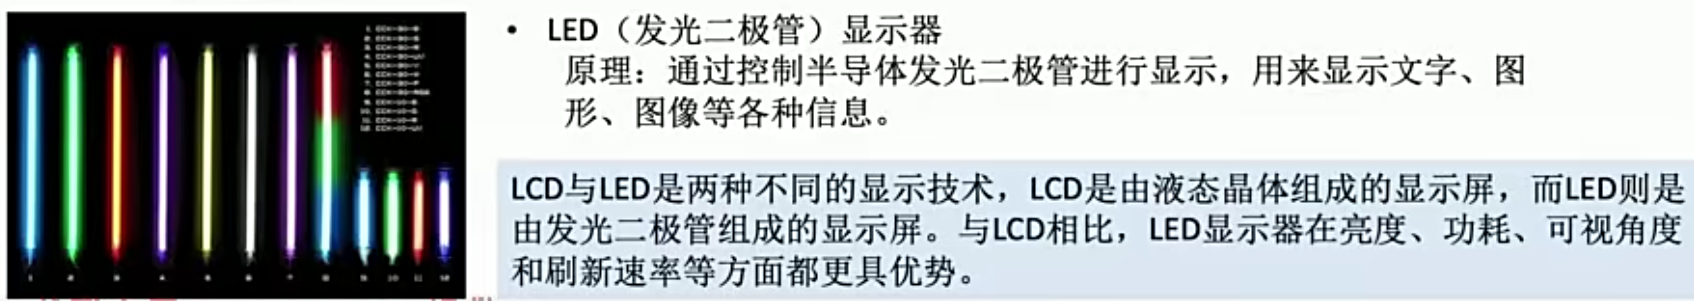 • LED（发光二极管）显示器
原理：通过控制半导体发光二极管进行显示，用来显示文字、图
形、图像等各种信息。
LCD与LED是两种不同的显示技术，LCD是由液态晶体组成的显示屏，而LED则是
由发光二极管组成的显示屏。与LCD相比，LED显示器在亮度、功耗、可视角度
和刷新速率等方面都更具优势。